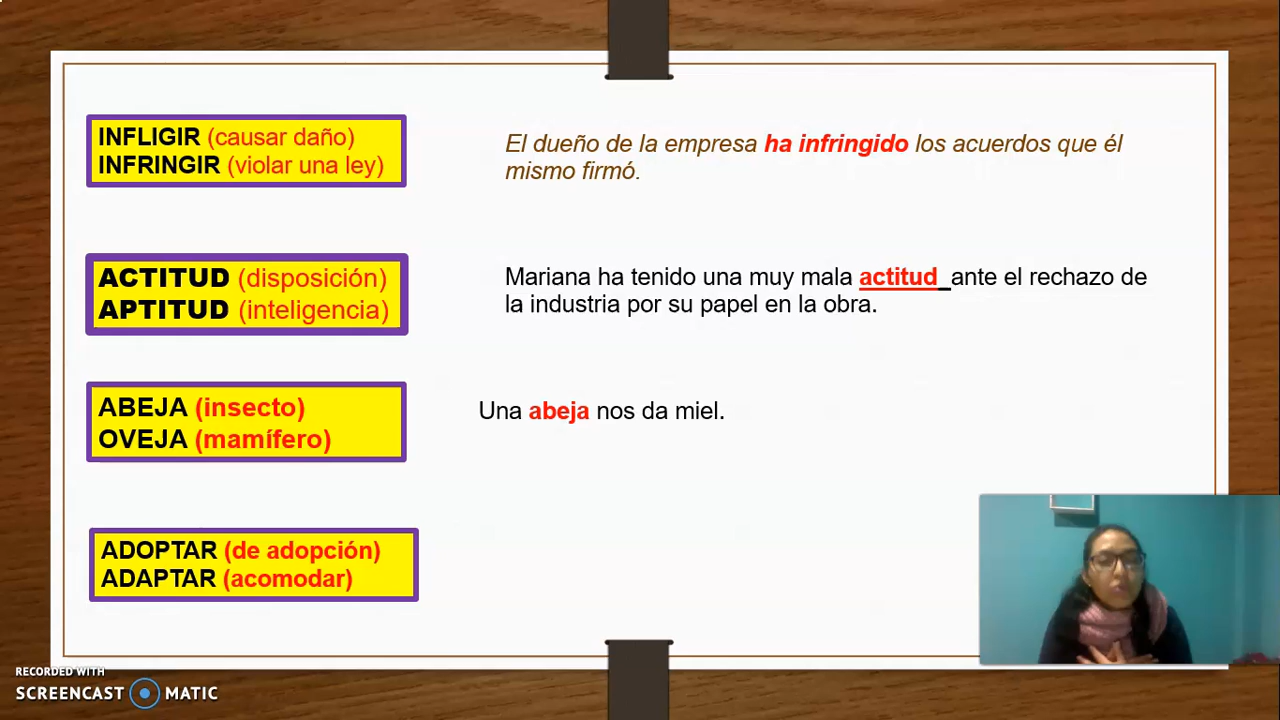 INFLIGIR (causar daño)
INFRINGIR (violar una ley)
El dueño de la empresa ha infringido los acuerdos que él
mismo firmó.
ACTITUD (disposición)
APTITUD (inteligencia)
Mariana ha tenido una muy mala actitud_ante el rechazo de
la industria por su papel en la obra.
ABEJA (insecto)
OVEJA (mamífero)
Una abeja nos da miel.
ADOPTAR (de adopción)
ADAPTAR (acomodar)
RECORDED WITH
SCREENCAST MATIC